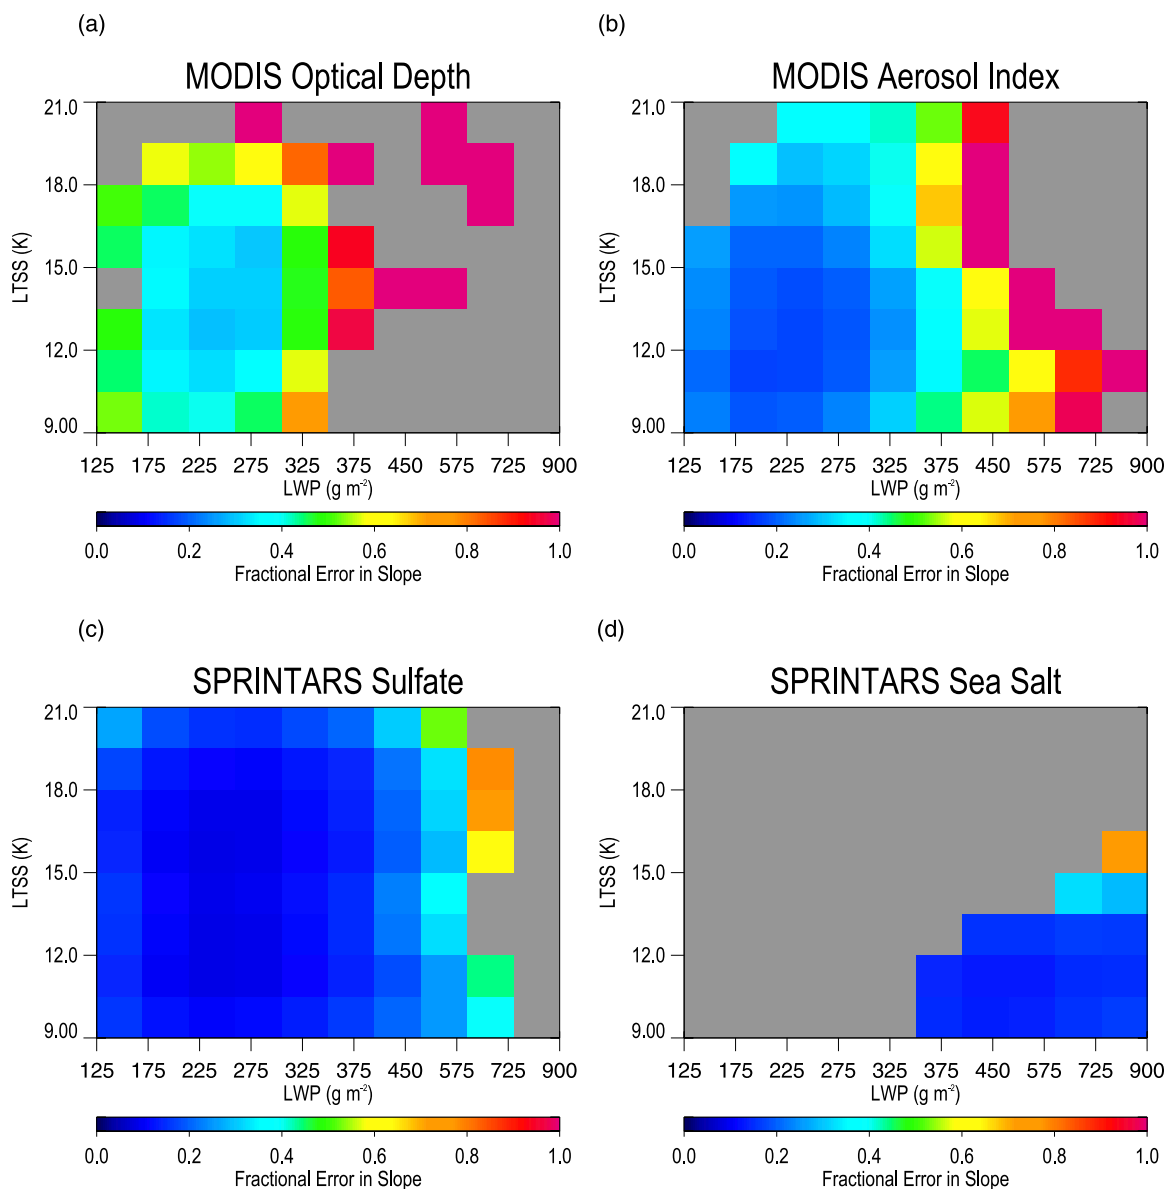 (a)
MODIS Optical Depth
21.0
18.0
15.0
12.0
9.00
LTSS (K)
125 175 225 275 325 375 450 575 725 900
LWP (g m⁻²)
0.0 0.2 0.4 0.6 0.8 1.0
Fractional Error in Slope
(b)
MODIS Aerosol Index
21.0
18.0
15.0
12.0
9.00
LTSS (K)
125 175 225 275 325 375 450 575 725 900
LWP (g m⁻²)
0.0 0.2 0.4 0.6 0.8 1.0
Fractional Error in Slope
(c)
SPRINTARS Sulfate
21.0
18.0
15.0
12.0
9.00
LTSS (K)
125 175 225 275 325 375 450 575 725 900
LWP (g m⁻²)
0.0 0.2 0.4 0.6 0.8 1.0
Fractional Error in Slope
(d)
SPRINTARS Sea Salt
21.0
18.0
15.0
12.0
9.00
LTSS (K)
125 175 225 275 325 375 450 575 725 900
LWP (g m⁻²)
0.0 0.2 0.4 0.6 0.8 1.0
Fractional Error in Slope